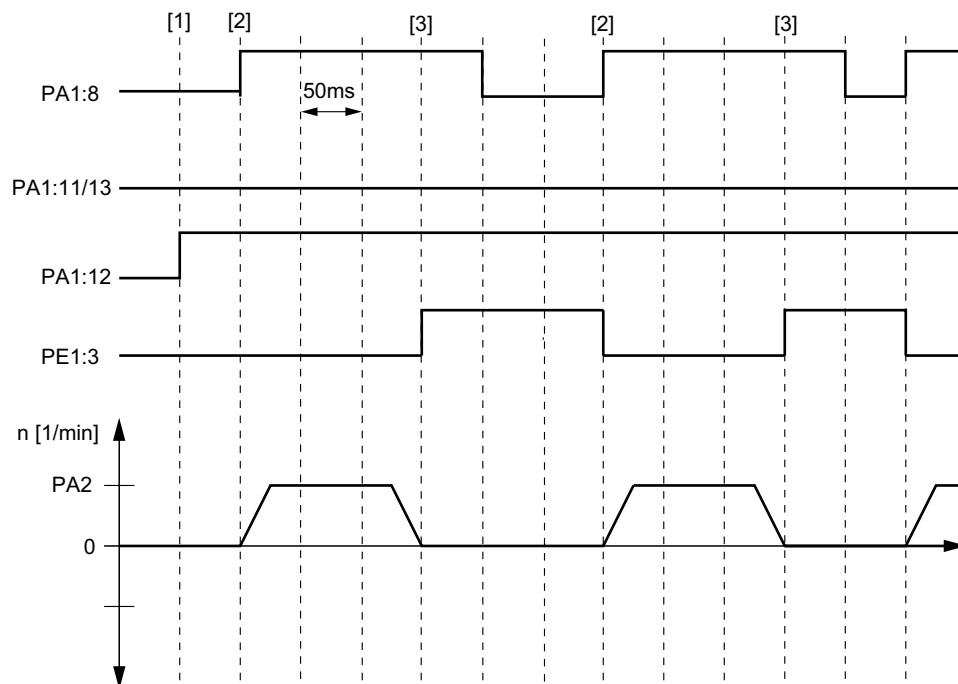 [1] [2] [3] [2] [3]
PA1:8
50ms
PA1:11/13
PA1:12
PE1:3
n [1/min]
PA2
0